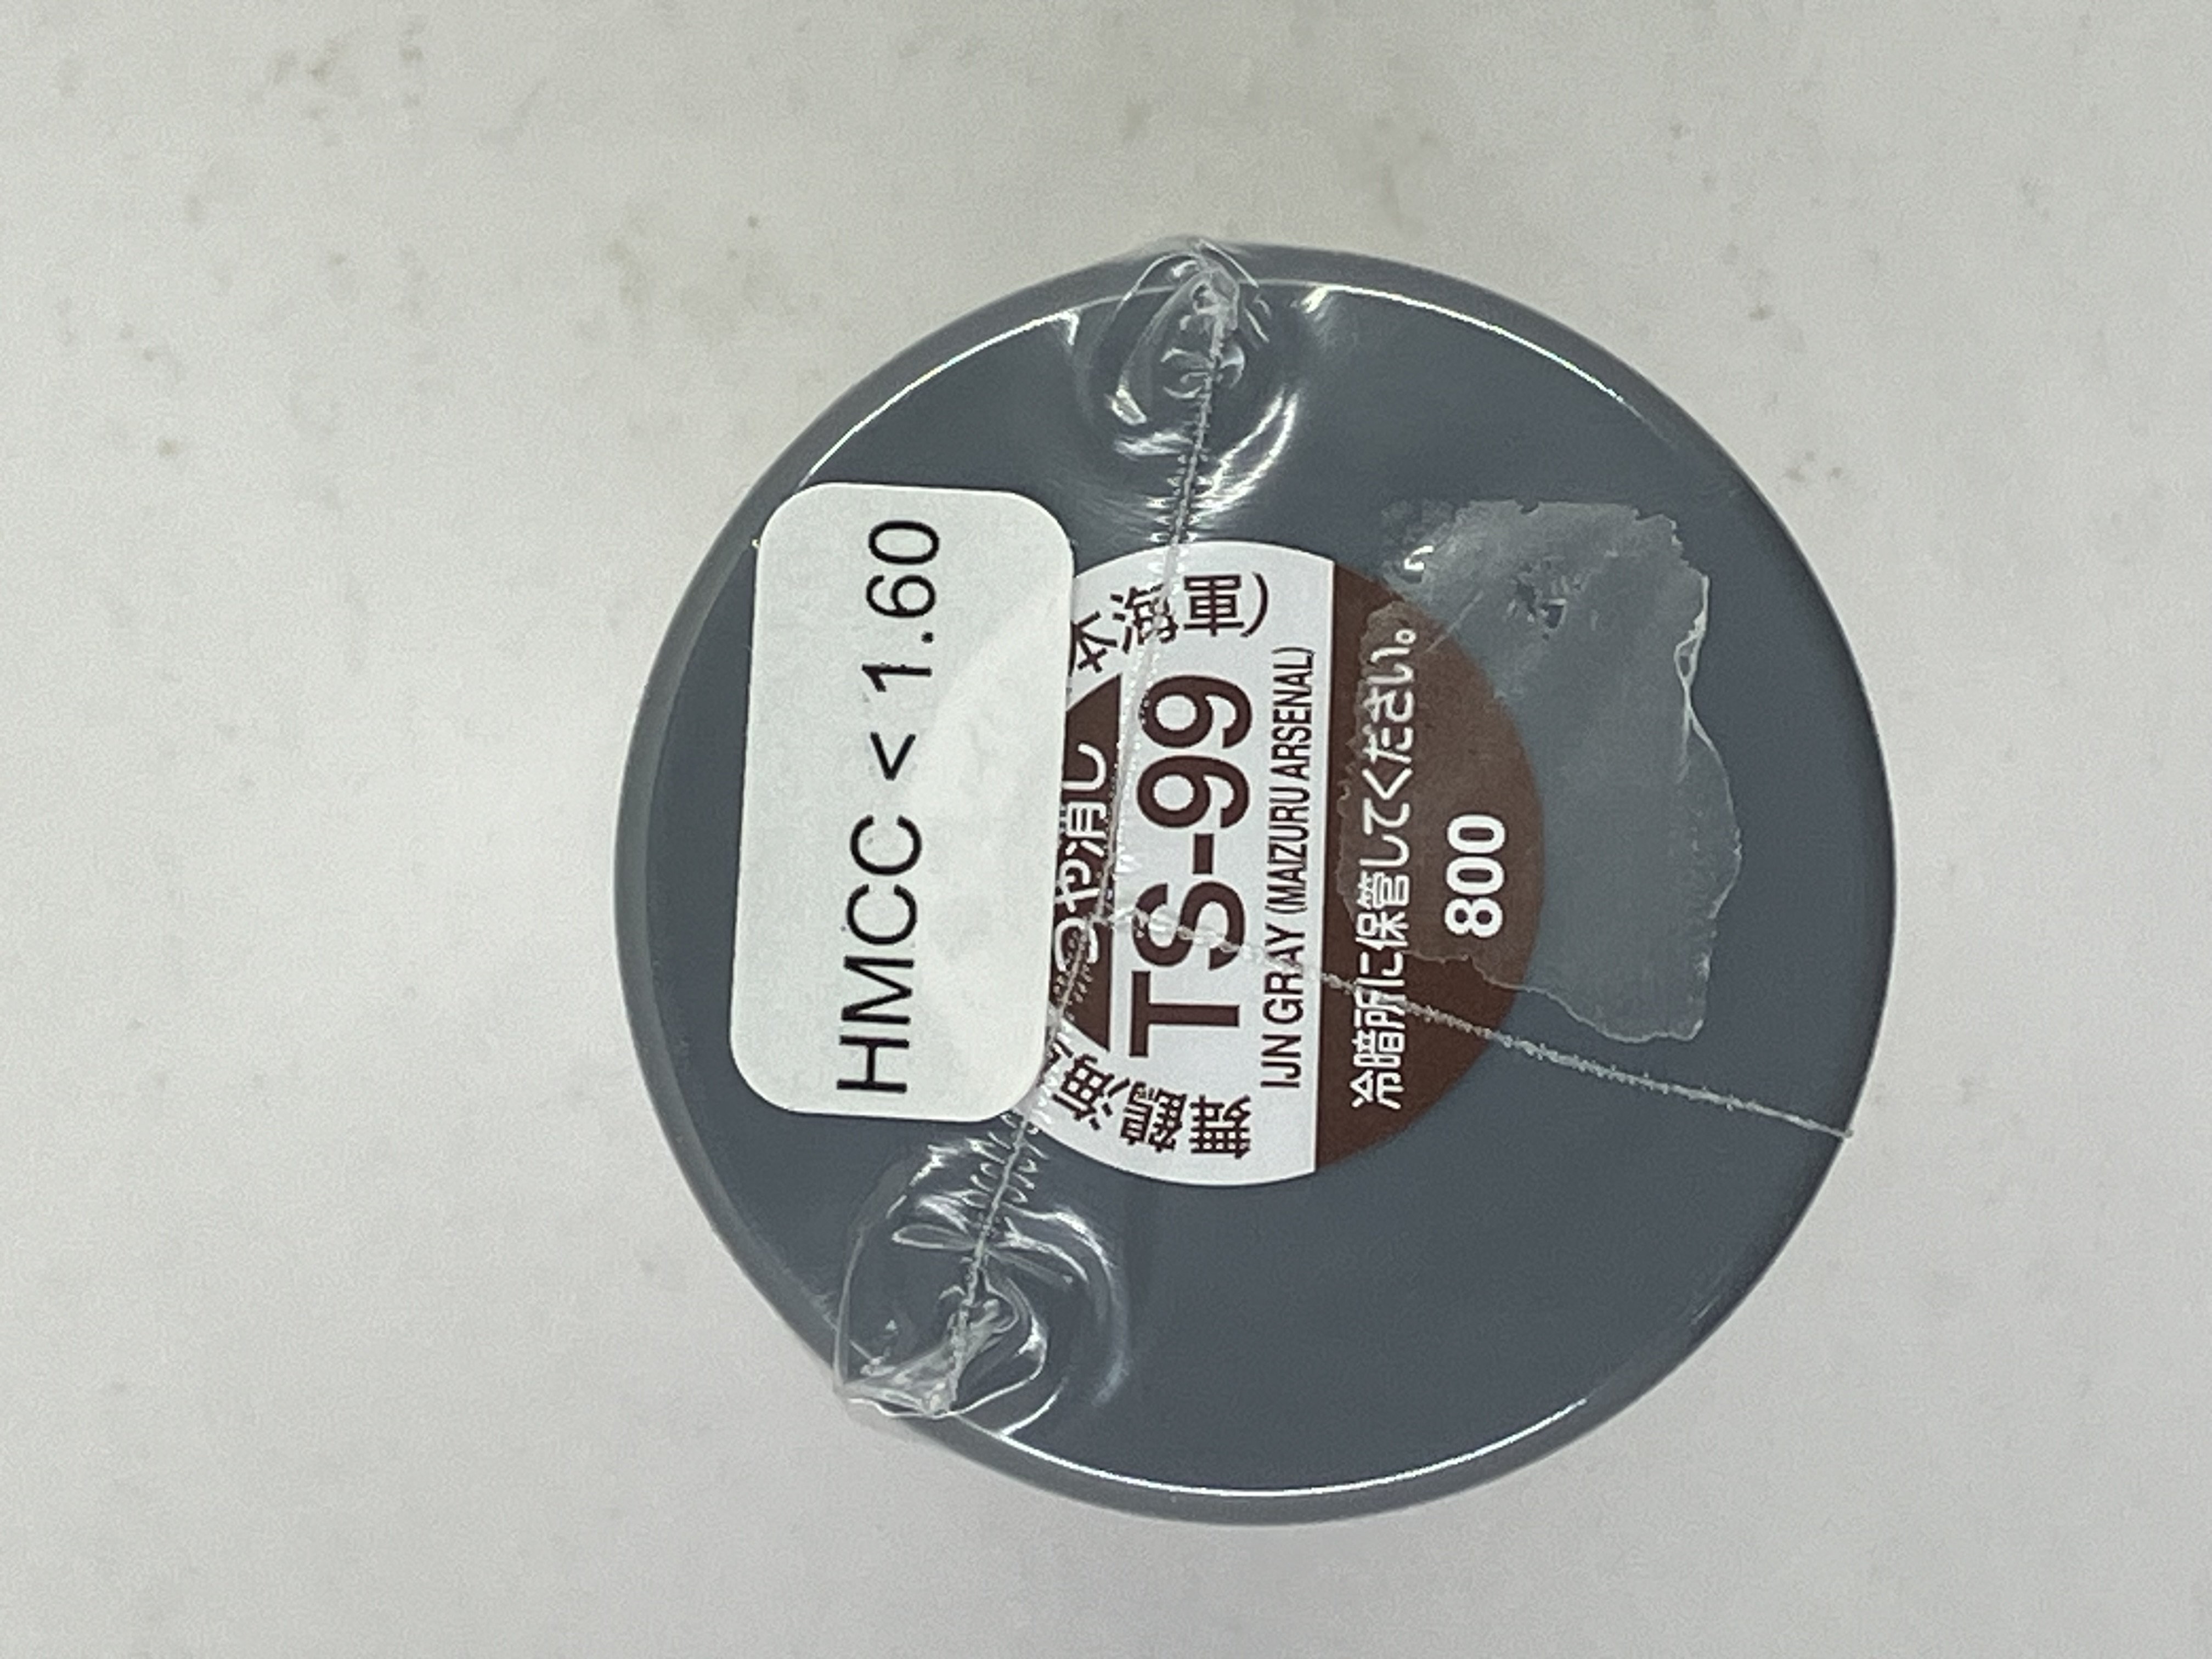 HMCC < 1.60
本海軍)
つや消し
舞鶴海
TS-99
IJN GRAY (MAIZURU ARSENAL)
冷暗所に保管してください。
800